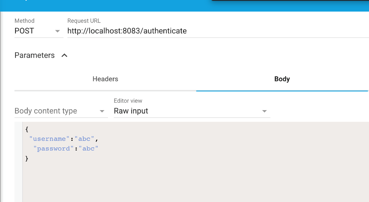 Method
Request URL
POST
http://localhost:8083/authenticate
Parameters
Headers
Body
Body content type
Editor view
Raw input
{
"username":"abc",
"password":"abc"
}